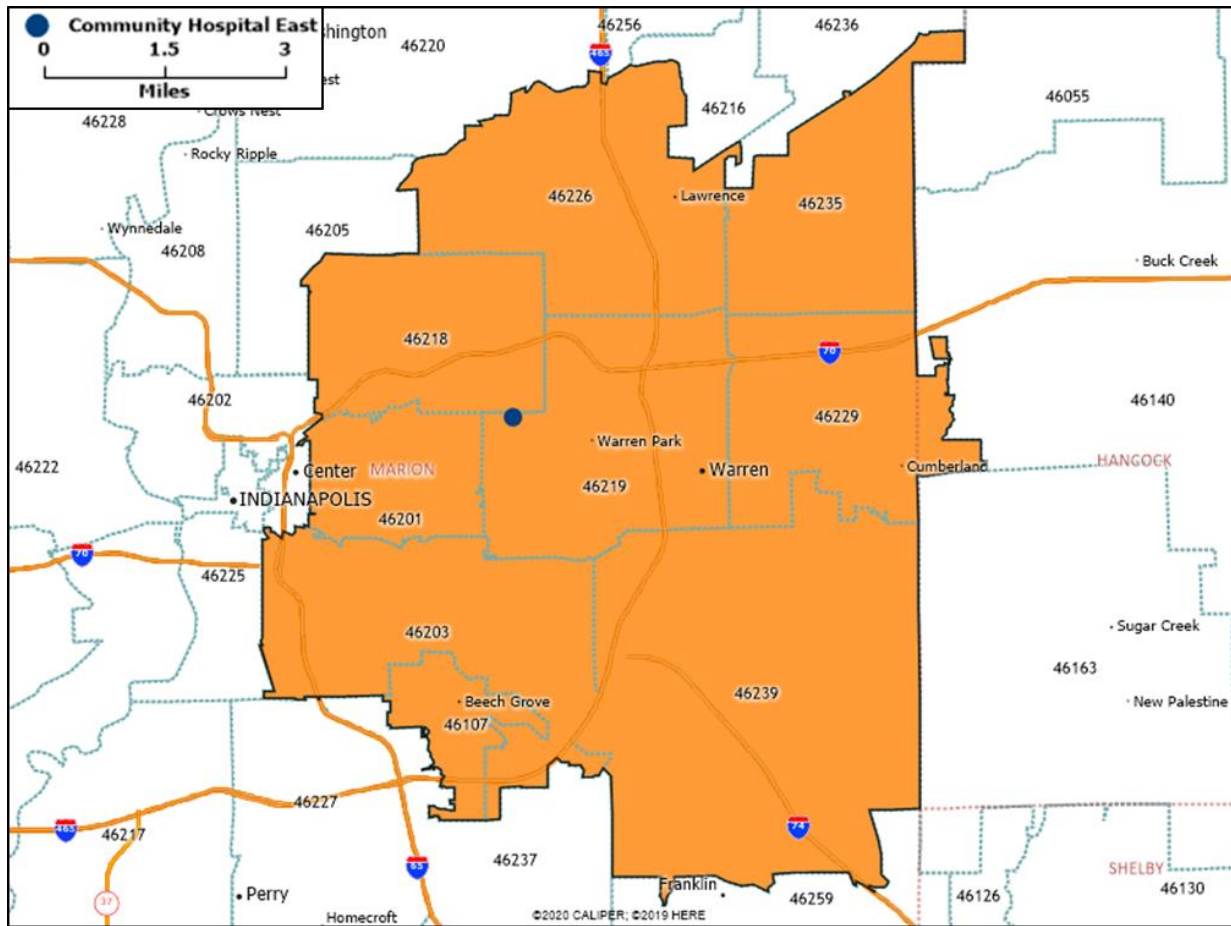 Community Hospital East
0 1.5 3
Miles
46256
46236
46220
46216
46055
46228
Crows Nest
Rocky Ripple
46226
Lawrence
46235
Wynnedale
46208
46205
Buck Creek
465
46218
70
46202
46229
46140
Warren Park
46222
Center
MARION
Warren
Cumberland
HANCOCK
46219
INDIANAPOLIS
46201
70
46225
46203
Sugar Creek
46163
46239
Beech Grove
New Palestine
46107
46227
465
46217
74
46237
65
SHELBY
Perry
Franklin
46259
46126
46130
37
Homecroft
©2020 CALIPER; ©2019 HERE